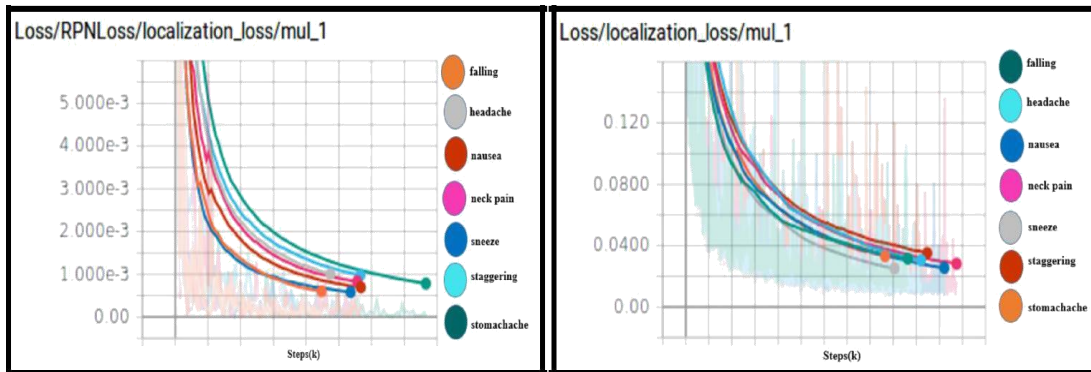 Loss/RPNLoss/localization_loss/mul_1
5.000e-3
4.000e-3
3.000e-3
2.000e-3
1.000e-3
0.00
Steps(k)
falling
headache
nausea
neck pain
sneeze
staggering
stomachache
Loss/localization_loss/mul_1
0.120
0.0800
0.0400
0.00
Steps(k)
falling
headache
nausea
neck pain
sneeze
staggering
stomachache